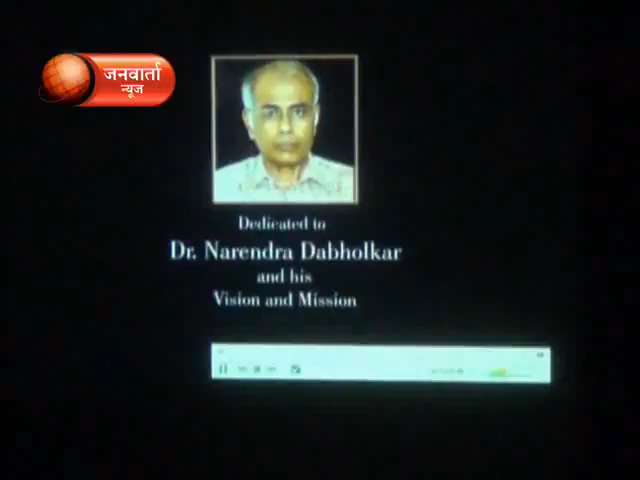 जनवार्ता
न्यूज
Dedicated to
Dr. Narendra Dabholkar
and his
Vision and Mission